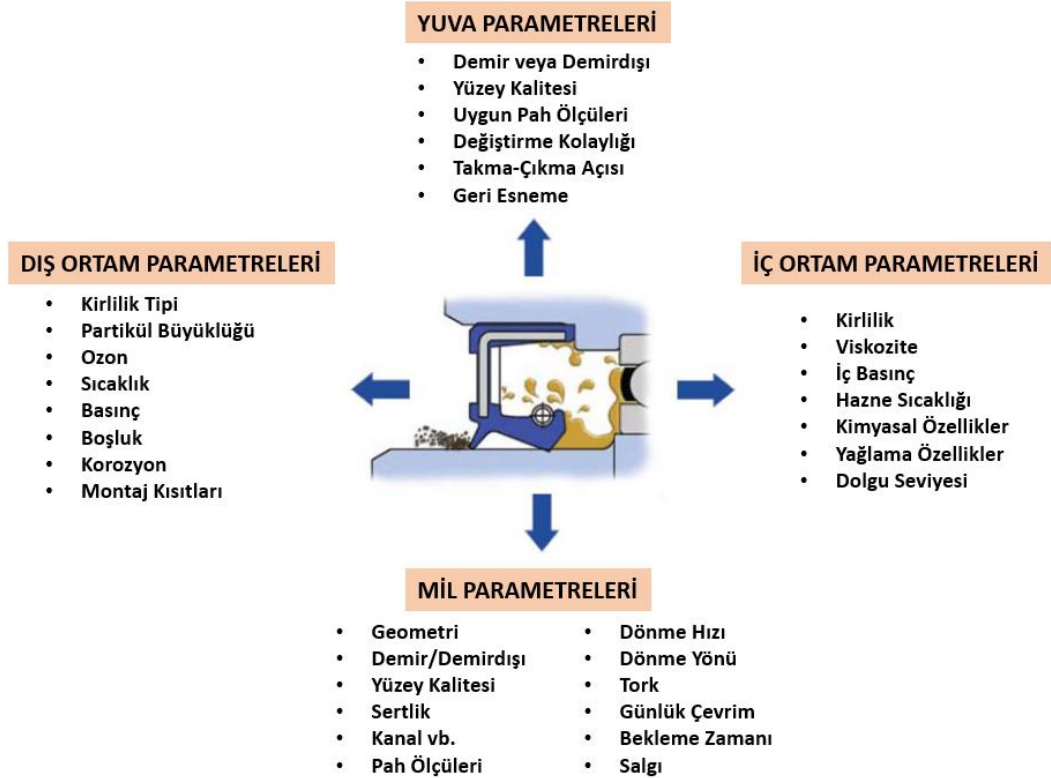 YUVA PARAMETRELERİ
• Demir veya Demirdışı
• Yüzey Kalitesi
• Uygun Pah Ölçüleri
• Değiştirme Kolaylığı
• Takma-Çıkma Açısı
• Geri Esneme
DIŞ ORTAM PARAMETRELERİ
• Kirlilik Tipi
• Partikül Büyüklüğü
• Ozon
• Sıcaklık
• Basınç
• Boşluk
• Korozyon
• Montaj Kısıtları
İÇ ORTAM PARAMETRELERİ
• Kirlilik
• Viskozite
• İç Basınç
• Hazne Sıcaklığı
• Kimyasal Özellikler
• Yağlama Özellikler
• Dolgu Seviyesi
MİL PARAMETRELERİ
• Geometri
• Demir/Demirdışı
• Yüzey Kalitesi
• Sertlik
• Kanal vb.
• Pah Ölçüleri
• Dönme Hızı
• Dönme Yönü
• Tork
• Günlük Çevrim
• Bekleme Zamanı
• Salgı